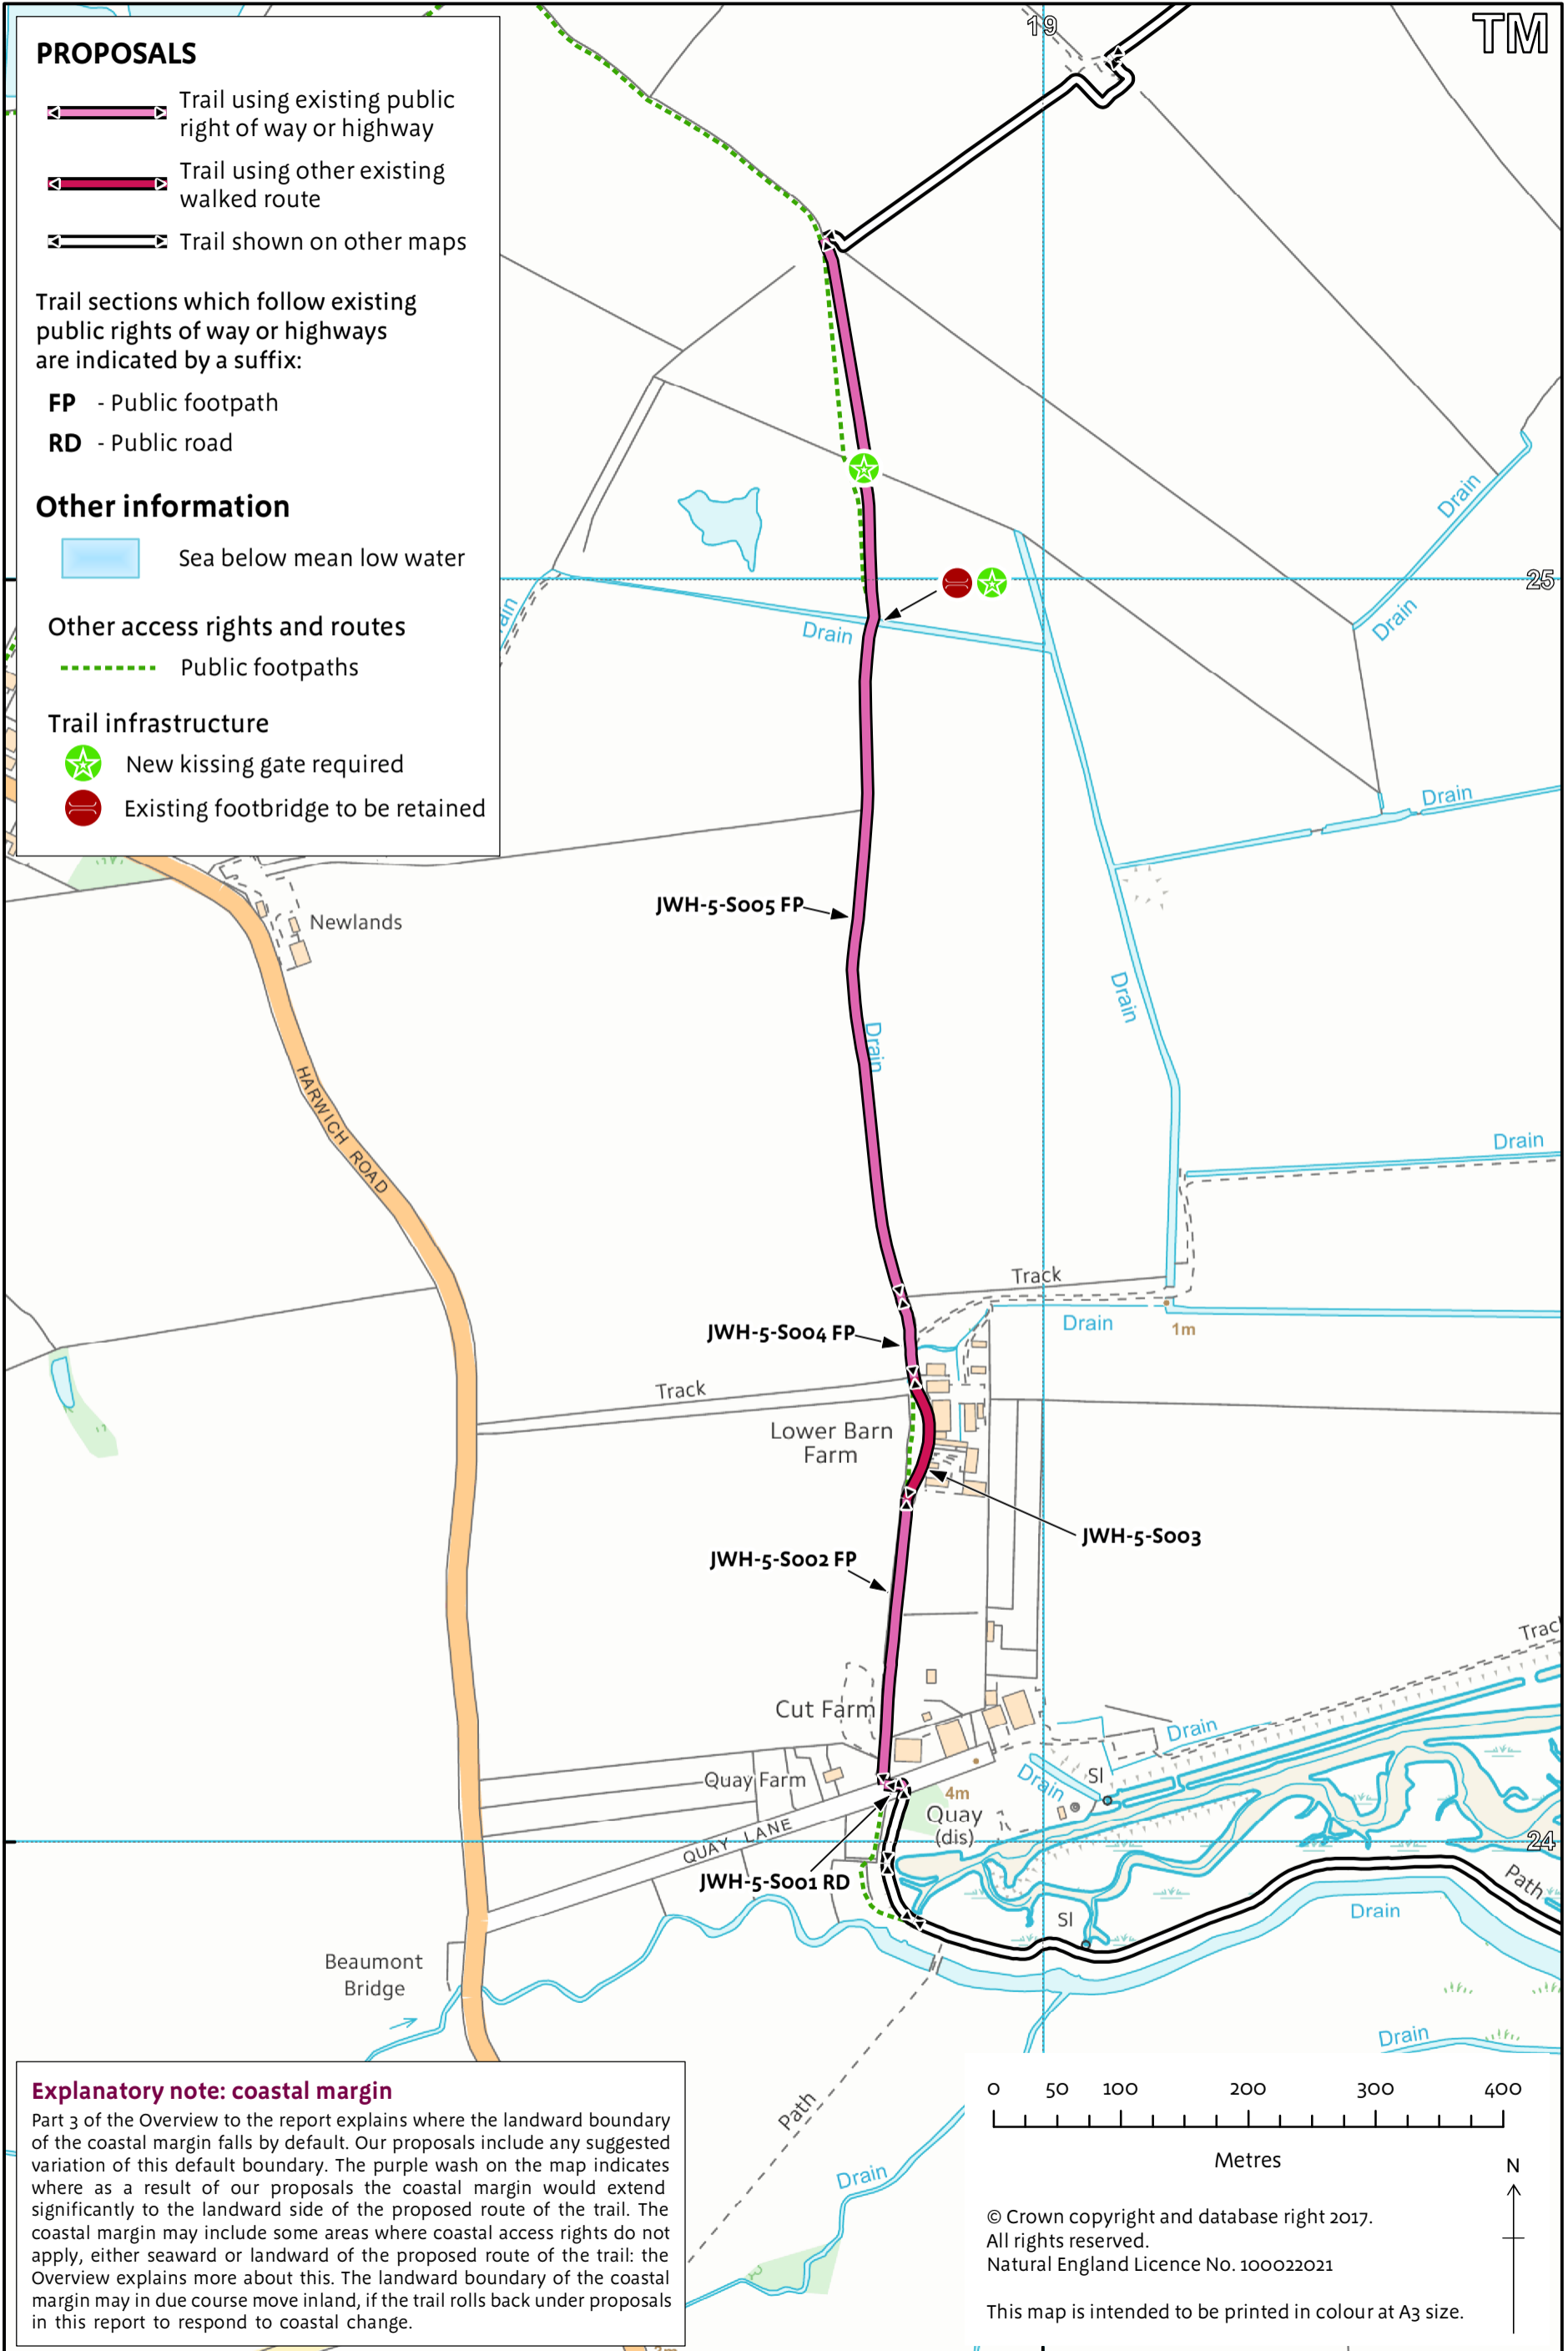 PROPOSALS
Trail using existing public
right of way or highway
Trail using other existing
walked route
Trail shown on other maps
Trail sections which follow existing
public rights of way or highways
are indicated by a suffix:
FP - Public footpath
RD - Public road
Other information
Sea below mean low water
Other access rights and routes
Public footpaths
Trail infrastructure
New kissing gate required
Existing footbridge to be retained
19
TM
Drain
25
Drain
Drain
Drain
JWH-5-S005 FP
Newlands
Drain
Drain
HARWICH ROAD
Drain
Track
Drain
1m
JWH-5-S004 FP
Track
Lower Barn
Farm
JWH-5-S003
JWH-5-S002 FP
Cut Farm
Drain
Quay Farm
Drain
Sl
4m
Quay
(dis)
QUAY LANE
24
JWH-5-S001 RD
Path
Drain
Sl
Beaumont
Bridge
Drain
Path
Drain
Explanatory note: coastal margin
Part 3 of the Overview to the report explains where the landward boundary
of the coastal margin falls by default. Our proposals include any suggested
variation of this default boundary. The purple wash on the map indicates
where as a result of our proposals the coastal margin would extend
significantly to the landward side of the proposed route of the trail. The
coastal margin may include some areas where coastal access rights do not
apply, either seaward or landward of the proposed route of the trail: the
Overview explains more about this. The landward boundary of the coastal
margin may in due course move inland, if the trail rolls back under proposals
in this report to respond to coastal change.
0 50 100 200 300 400
Metres
N
© Crown copyright and database right 2017.
All rights reserved.
Natural England Licence No. 100022021
This map is intended to be printed in colour at A3 size.